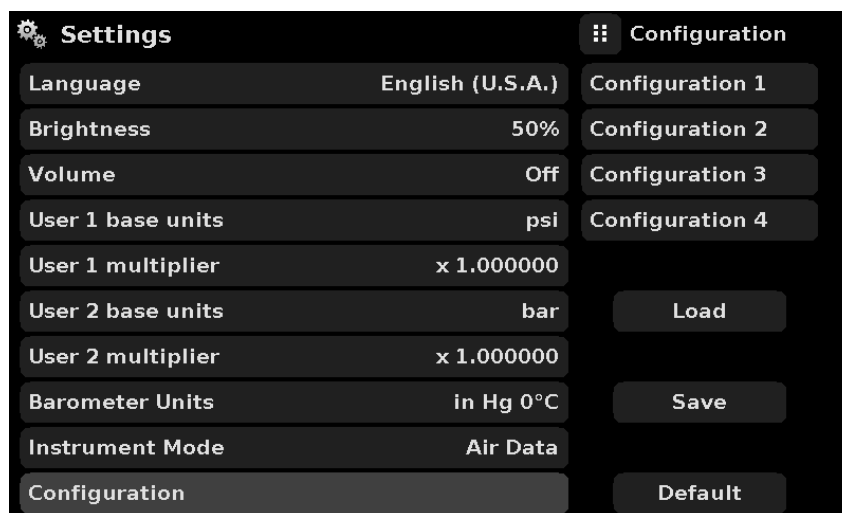 Settings
Language English (U.S.A.)
Brightness 50%
Volume Off
User 1 base units psi
User 1 multiplier x 1.000000
User 2 base units bar
User 2 multiplier x 1.000000
Barometer Units in Hg 0°C
Instrument Mode Air Data
Configuration
Configuration
Configuration 1
Configuration 2
Configuration 3
Configuration 4
Load
Save
Default